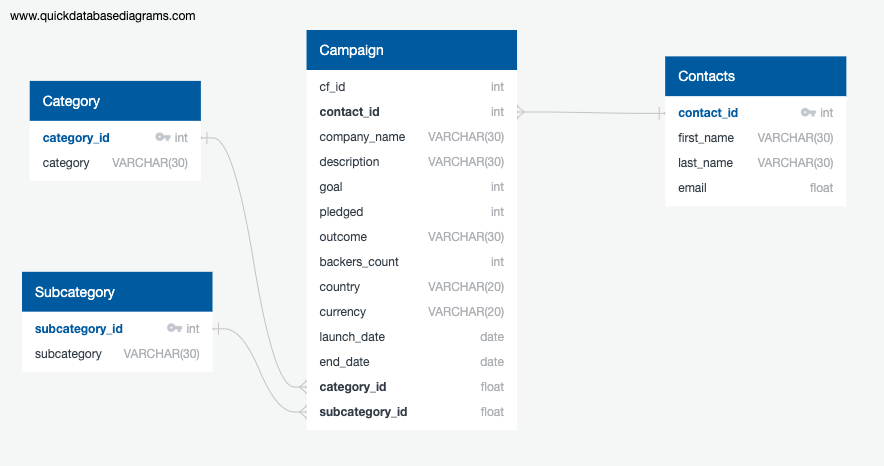 www.quickdatabasediagrams.com
Category
category_id int
category VARCHAR(30)
Subcategory
subcategory_id int
subcategory VARCHAR(30)
Campaign
cf_id int
contact_id int
company_name VARCHAR(30)
description VARCHAR(30)
goal int
pledged int
outcome VARCHAR(30)
backers_count int
country VARCHAR(20)
currency VARCHAR(20)
launch_date date
end_date date
category_id float
subcategory_id float
Contacts
contact_id int
first_name VARCHAR(30)
last_name VARCHAR(30)
email float